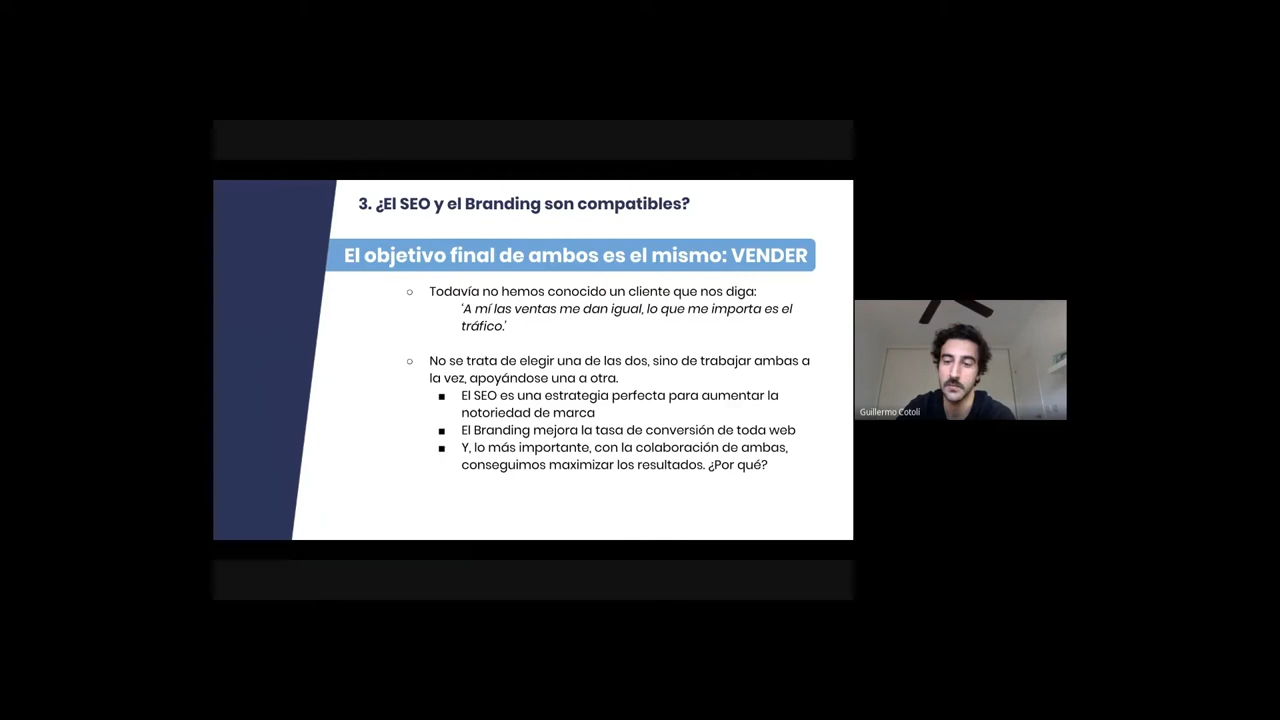 3. ¿El SEO y el Branding son compatibles?
El objetivo final de ambos es el mismo: VENDER
○ Todavía no hemos conocido un cliente que nos diga:
‘A mí las ventas me dan igual, lo que me importa es el
tráfico.’
○ No se trata de elegir una de las dos, sino de trabajar ambas a
la vez, apoyándose una a otra.
■ El SEO es una estrategia perfecta para aumentar la
notoriedad de marca
■ El Branding mejora la tasa de conversión de toda web
■ Y, lo más importante, con la colaboración de ambas,
conseguimos maximizar los resultados. ¿Por qué?
Guillermo Cotolí